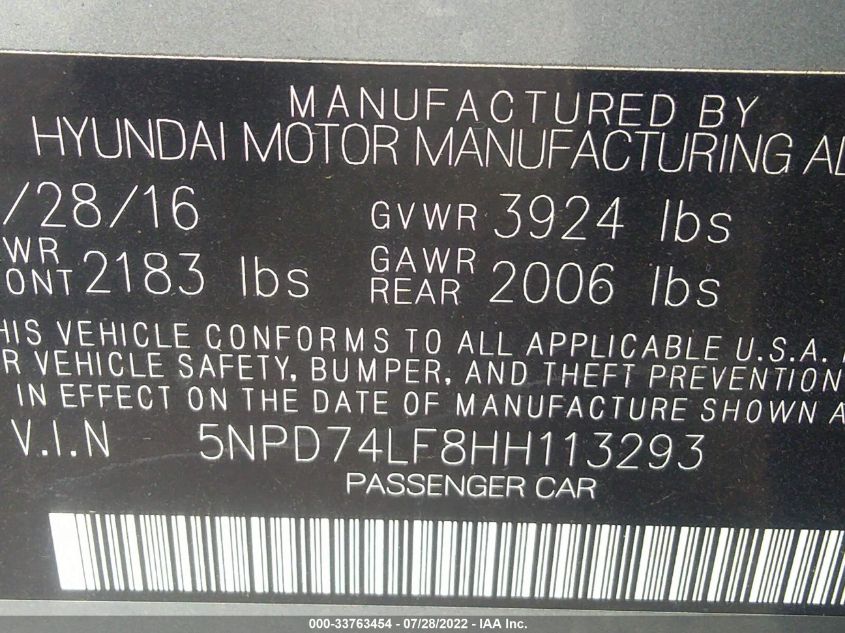 MANUFACTURED BY
HYUNDAI MOTOR MANUFACTURING AL
/28/16 GVWR 3924 lbs
WR ONT 2183 lbs GAWR REAR 2006 lbs
HIS VEHICLE CONFORMS TO ALL APPLICABLE U.S.A.
R VEHICLE SAFETY, BUMPER, AND THEFT PREVENTION
IN EFFECT ON THE DATE OF MANUFACTURE SHOWN A
V.I.N 5NPD74LF8HH113293
PASSENGER CAR
000-33763454 - 07/28/2022 - IAA Inc.